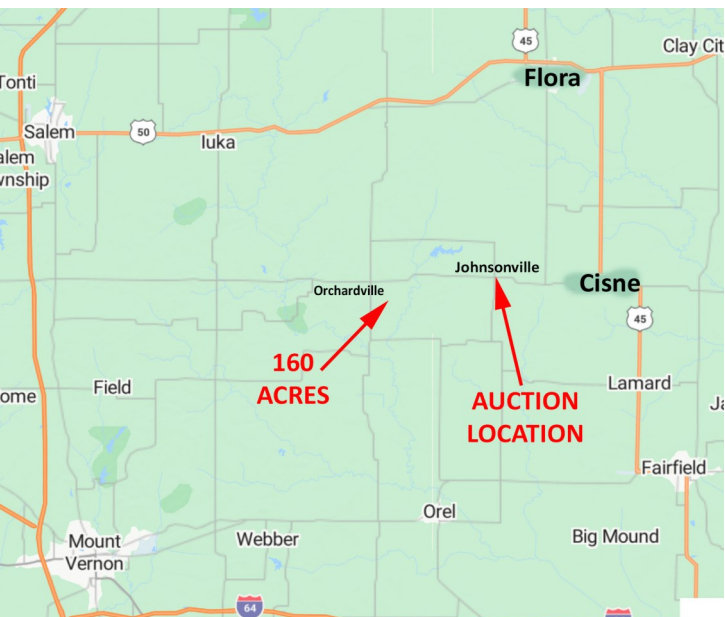 45
Clay Cit
Flora
Tonti
Salem
50
Iuka
alem
wnship
Johnsonville
Orchardville
Cisne
45
160
ACRES
Field
ome
Lamard
Ja
AUCTION
LOCATION
Fairfield
Orel
Mount
Vernon
Webber
Big Mound
64